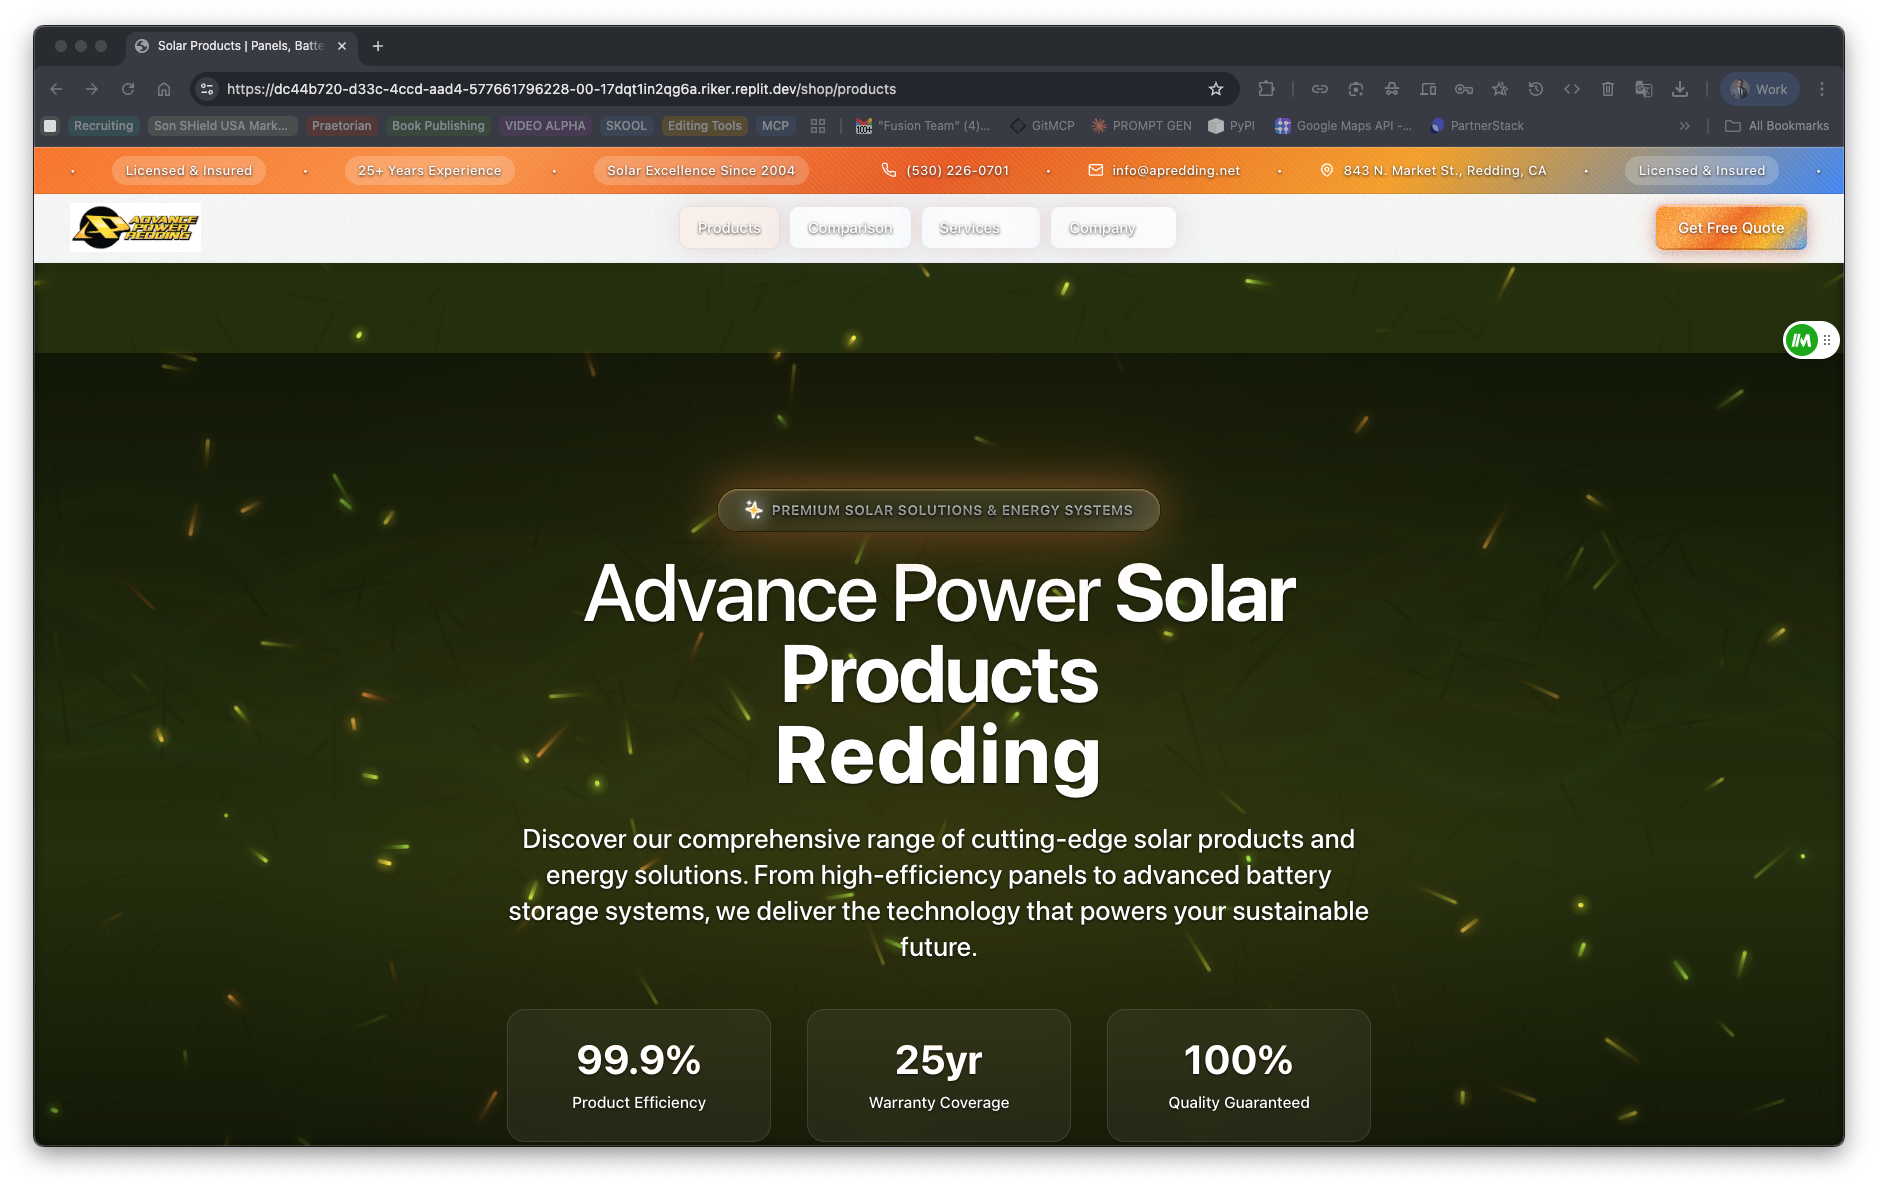 Solar Products | Panels, Batte
https://dc44b720-d33c-4ccd-aad4-577661796228-00-17dqt1in2qg6a.riker.replit.dev/shop/products
Work
Recruiting
Son SHield USA Mark...
Praetorian
Book Publishing
VIDEO ALPHA
SKOOL
Editing Tools
MCP
100+
"Fusion Team" (4)...
GitMCP
PROMPT GEN
PyPI
Google Maps API -...
PartnerStack
All Bookmarks
Licensed & Insured
25+ Years Experience
Solar Excellence Since 2004
(530) 226-0701
info@apredding.net
843 N. Market St., Redding, CA
Licensed & Insured
ADVANCE
POWER
REDDING
Products
Comparison
Services
Company
Get Free Quote
PREMIUM SOLAR SOLUTIONS & ENERGY SYSTEMS
Advance Power Solar
Products
Redding
Discover our comprehensive range of cutting-edge solar products and
energy solutions. From high-efficiency panels to advanced battery
storage systems, we deliver the technology that powers your sustainable
future.
99.9%
Product Efficiency
25yr
Warranty Coverage
100%
Quality Guaranteed